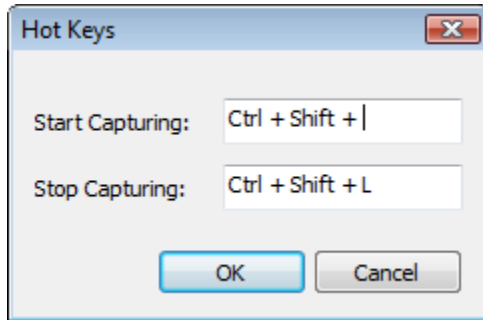 Hot Keys
Start Capturing: Ctrl + Shift +
Stop Capturing: Ctrl + Shift + L
OK Cancel